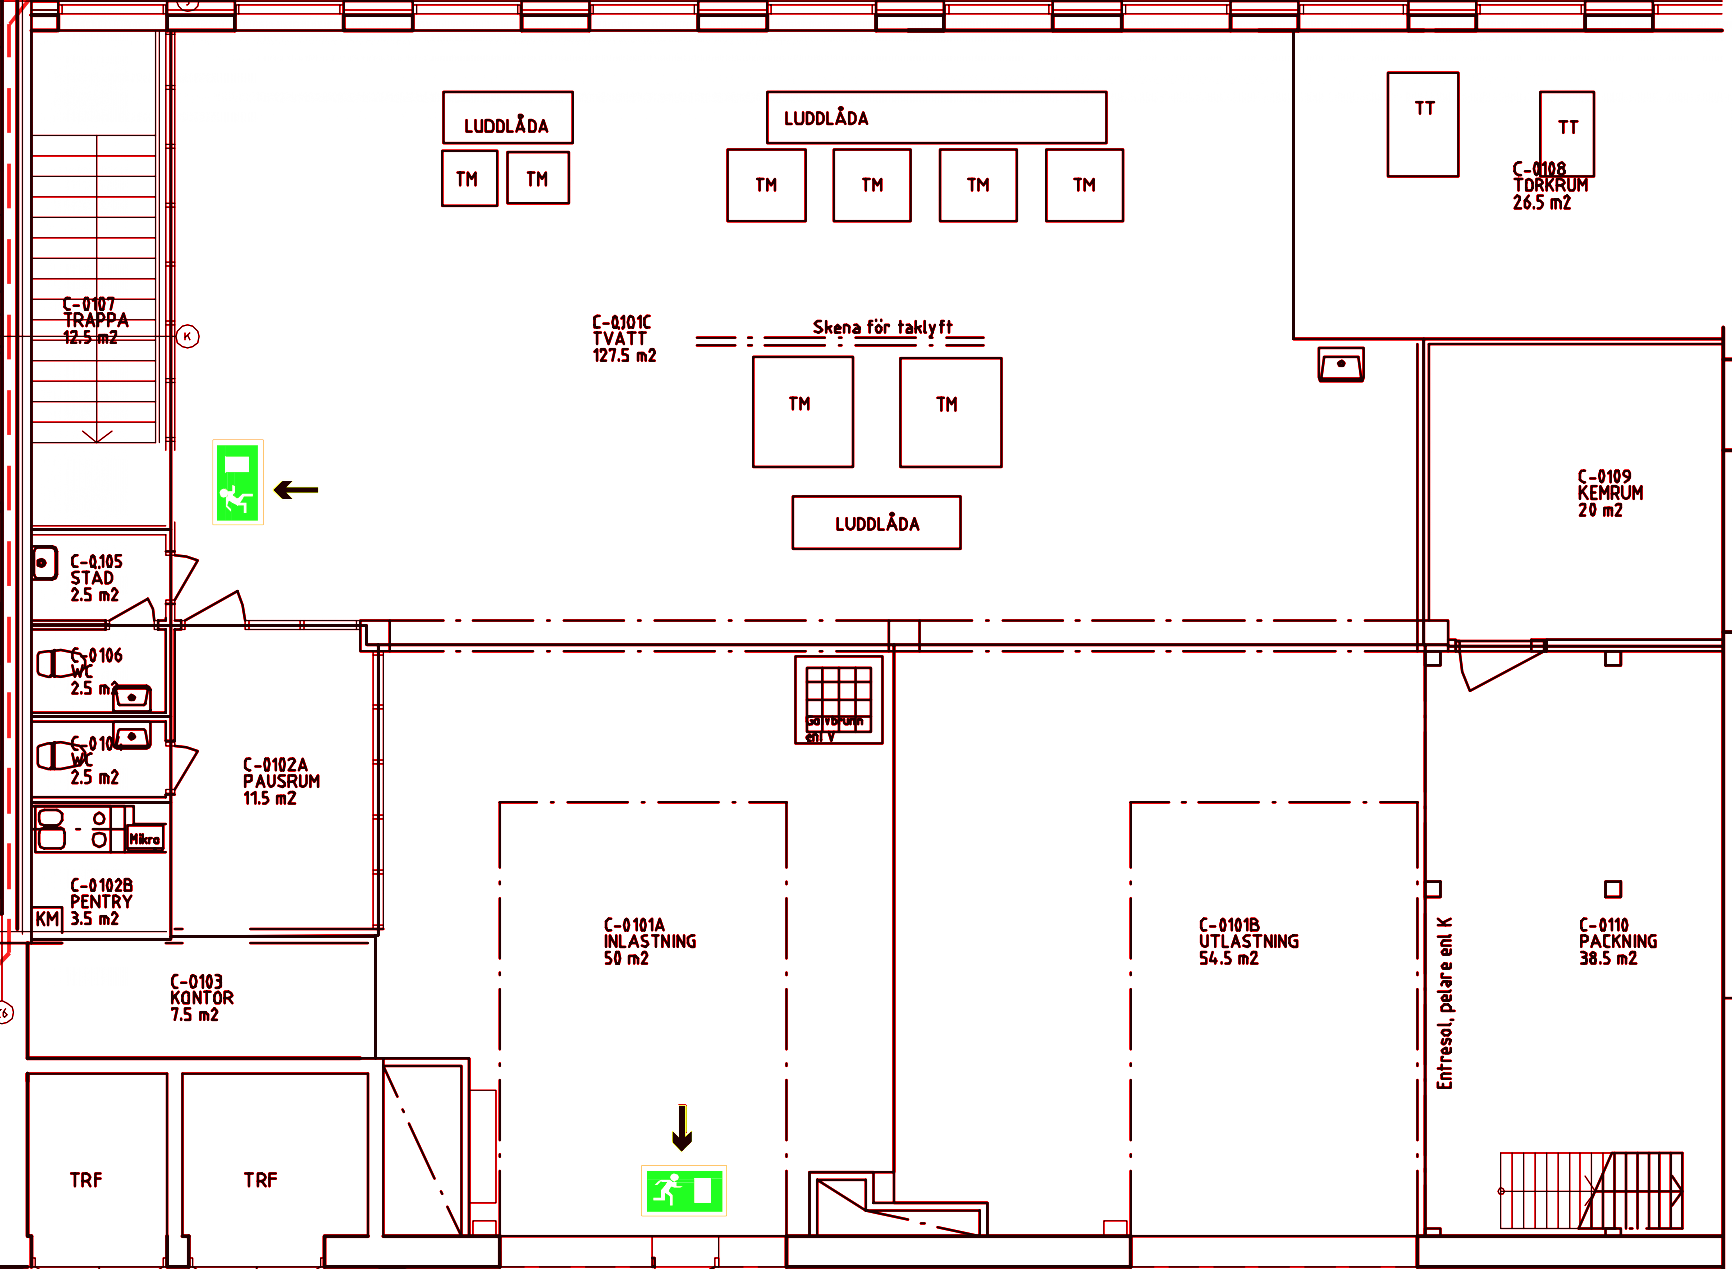 LUDDLÅDA
LUDDLÅDA
TM
TM
TM
TM
TM
TM
TT
TT
C-0108
TORKRUM
26.5 m2
C-0107
TRAPPA
12.5 m2
K
C-0101C
TVÄTT
127.5 m2
Skena för taklyft
TM
TM
LUDDLÅDA
C-0109
KEMRUM
20 m2
C-0105
STÄD
2.5 m2
C-0106
WC
2.5 m2
C-0104
WC
2.5 m2
C-0102A
PAUSRUM
11.5 m2
Golvbrunn
enl V
Mikro
C-0102B
PENTRY
3.5 m2
KM
C-0101A
INLASTNING
50 m2
C-0101B
UTLASTNING
54.5 m2
Entresol, pelare enl K
C-0110
PACKNING
38.5 m2
C-0103
KONTOR
7.5 m2
TRF
TRF